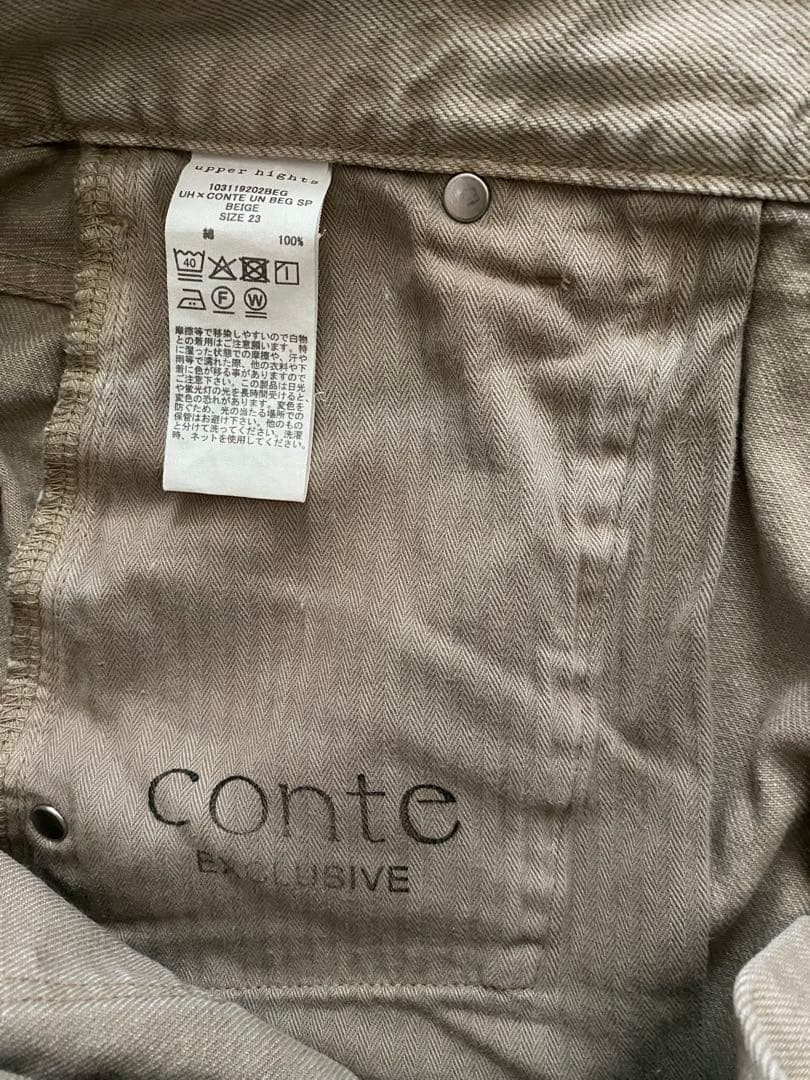 upper hights
103119202BEG
UH×CONTE UN BEG SP
BEIGE
SIZE 23
綿 100%
40
F W
摩擦等で移染しやすいので白物
との着用はご注意願います。特
に湿った状態での摩擦や、汗や
雨等で濡れた際、他の衣料や下
着に色が移る事がありますので
ご注意下さい。この製品は日光
や蛍光灯の光を長時間受けると、
変色の恐れがあります。変色を
防ぐため、光の当たる場所での
保管はお避け下さい。他のもの
と分けて洗ってください。洗濯
時、ネットを使用してください。
conte
EXCLUSIVE